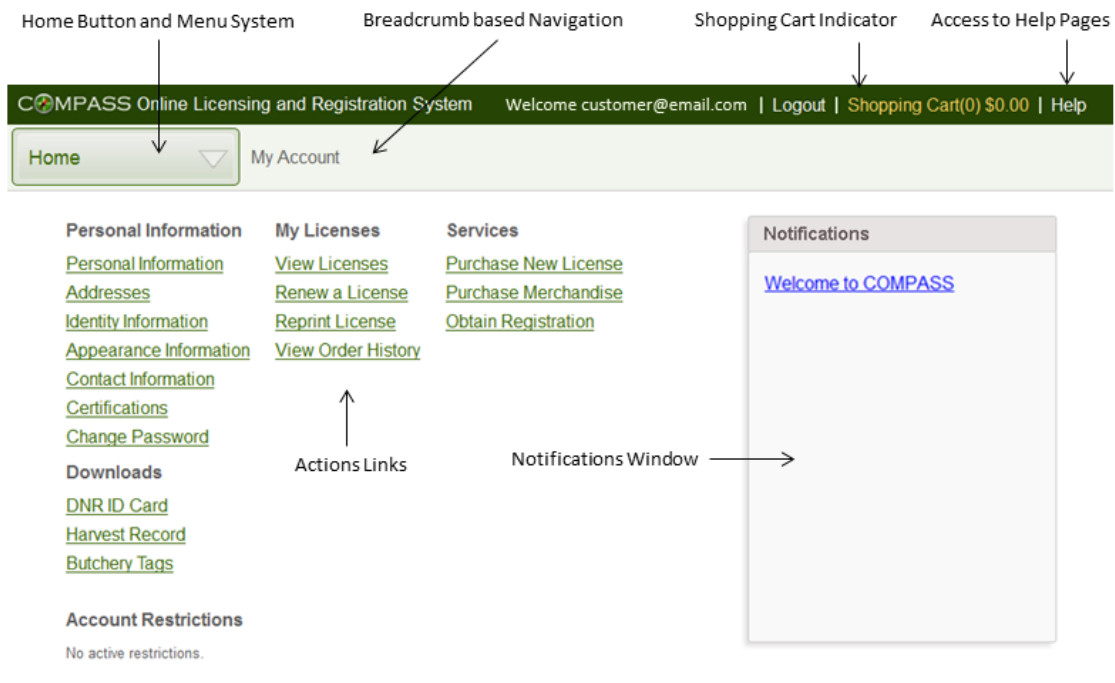 Home Button and Menu System
Breadcrumb based Navigation
Shopping Cart Indicator
Access to Help Pages
COMPASS Online Licensing and Registration System
Welcome customer@email.com | Logout | Shopping Cart(0) $0.00 | Help
Home
My Account
Personal Information
Personal Information
Addresses
Identity Information
Appearance Information
Contact Information
Certifications
Change Password
Downloads
DNR ID Card
Harvest Record
Butchery Tags
Account Restrictions
No active restrictions.
My Licenses
View Licenses
Renew a License
Reprint License
View Order History
Actions Links
Services
Purchase New License
Purchase Merchandise
Obtain Registration
Notifications Window
Notifications
Welcome to COMPASS